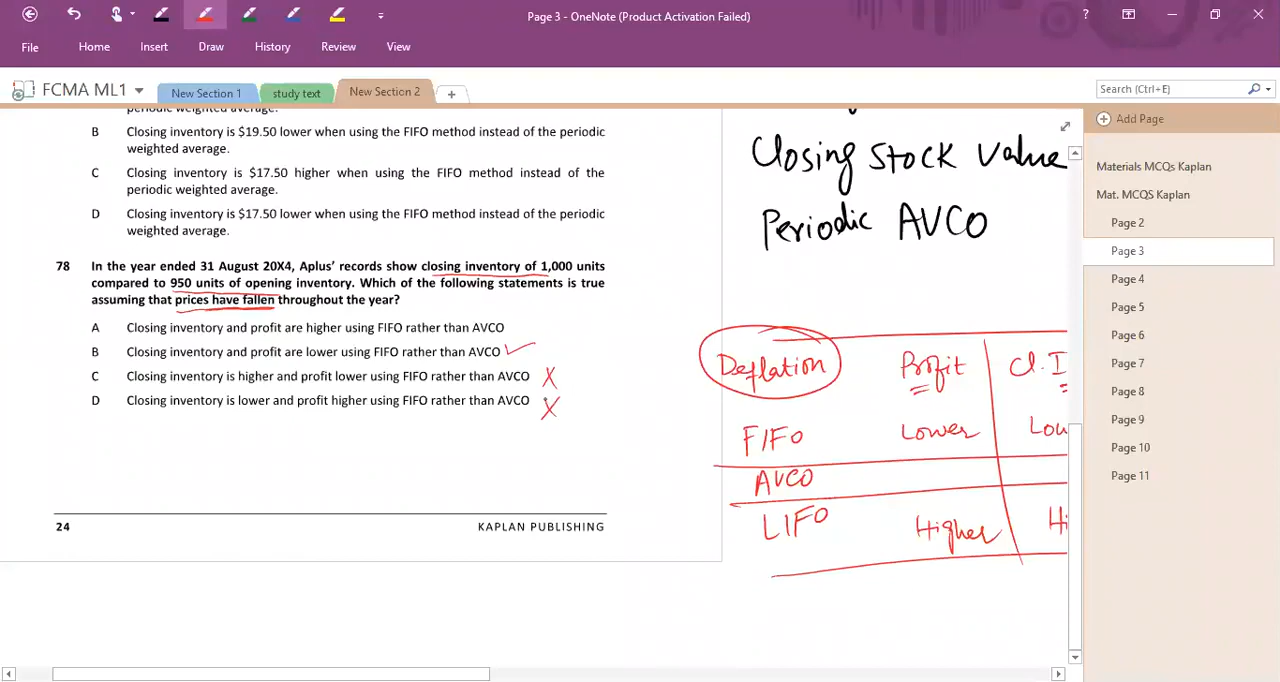 Page 3 - OneNote (Product Activation Failed)
?
File
Home
Insert
Draw
History
Review
View
FCMA ML1
New Section 1
study text
New Section 2
Search (Ctrl+E)
periodic weighted average.
B Closing inventory is $19.50 lower when using the FIFO method instead of the periodic
weighted average.
C Closing inventory is $17.50 higher when using the FIFO method instead of the
periodic weighted average.
D Closing inventory is $17.50 lower when using the FIFO method instead of the periodic
weighted average.
78 In the year ended 31 August 20X4, Aplus' records show closing inventory of 1,000 units
compared to 950 units of opening inventory. Which of the following statements is true
assuming that prices have fallen throughout the year?
A Closing inventory and profit are higher using FIFO rather than AVCO
B Closing inventory and profit are lower using FIFO rather than AVCO
C Closing inventory is higher and profit lower using FIFO rather than AVCO
D Closing inventory is lower and profit higher using FIFO rather than AVCO
24
KAPLAN PUBLISHING
Closing Stock Value
Periodic AVCO
Deflation Profit Cl. I
FIFO Lower Low
AVCO
LIFO Higher Hi
Add Page
Materials MCQs Kaplan
Mat. MCQS Kaplan
Page 2
Page 3
Page 4
Page 5
Page 6
Page 7
Page 8
Page 9
Page 10
Page 11